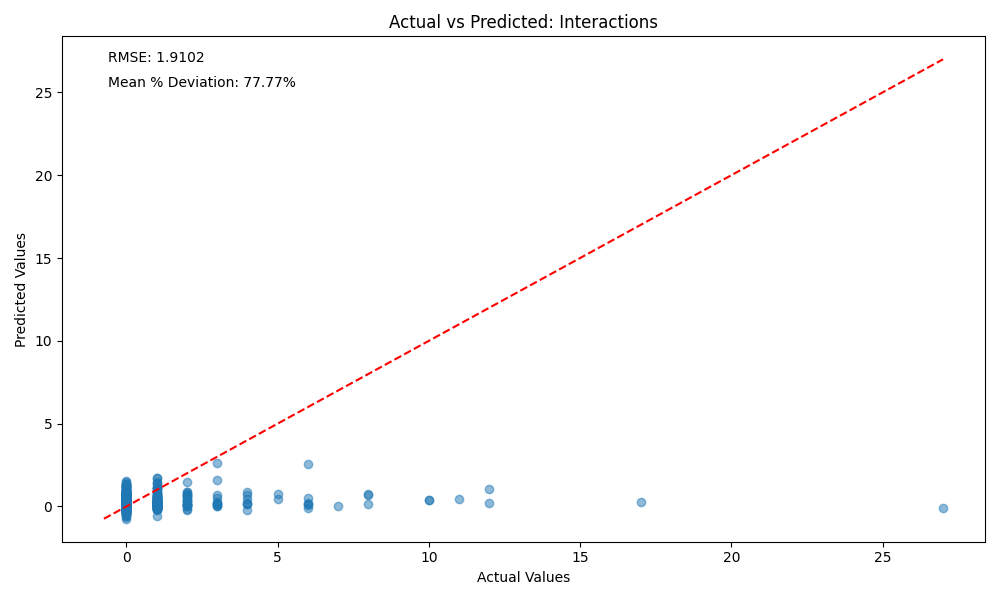 Actual vs Predicted: Interactions
RMSE: 1.9102
Mean % Deviation: 77.77%
Predicted Values
25
20
15
10
5
0
0 5 10 15 20 25
Actual Values